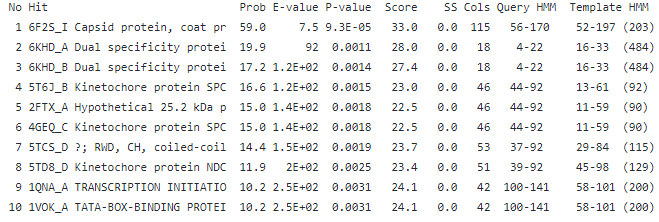 No Hit Prob E-value P-value Score SS Cols Query HMM Template HMM
1 6F2S_I Capsid protein, coat pr 59.0 7.5 9.3E-05 33.0 0.0 115 56-170 52-197 (203)
2 6KHD_A Dual specificity protei 19.9 92 0.0011 28.0 0.0 18 4-22 16-33 (484)
3 6KHD_B Dual specificity protei 17.2 1.2E+02 0.0014 27.4 0.0 18 4-22 16-33 (484)
4 5T6J_B Kinetochore protein SPC 16.6 1.2E+02 0.0015 23.0 0.0 46 44-92 13-61 (92)
5 2FTX_A Hypothetical 25.2 kDa p 15.0 1.4E+02 0.0018 22.5 0.0 46 44-92 11-59 (90)
6 4GEQ_C Kinetochore protein SPC 15.0 1.4E+02 0.0018 22.5 0.0 46 44-92 11-59 (90)
7 5TCS_D ?; RWD, CH, coiled-coil 14.4 1.5E+02 0.0019 23.7 0.0 53 37-92 29-84 (115)
8 5TD8_D Kinetochore protein NDC 11.9 2E+02 0.0025 23.4 0.0 51 39-92 45-98 (129)
9 1QNA_A TRANSCRIPTION INITIATIO 10.2 2.5E+02 0.0031 24.1 0.0 42 100-141 58-101 (200)
10 1VOK_A TATA-BOX-BINDING PROTEI 10.2 2.5E+02 0.0031 24.1 0.0 42 100-141 58-101 (200)